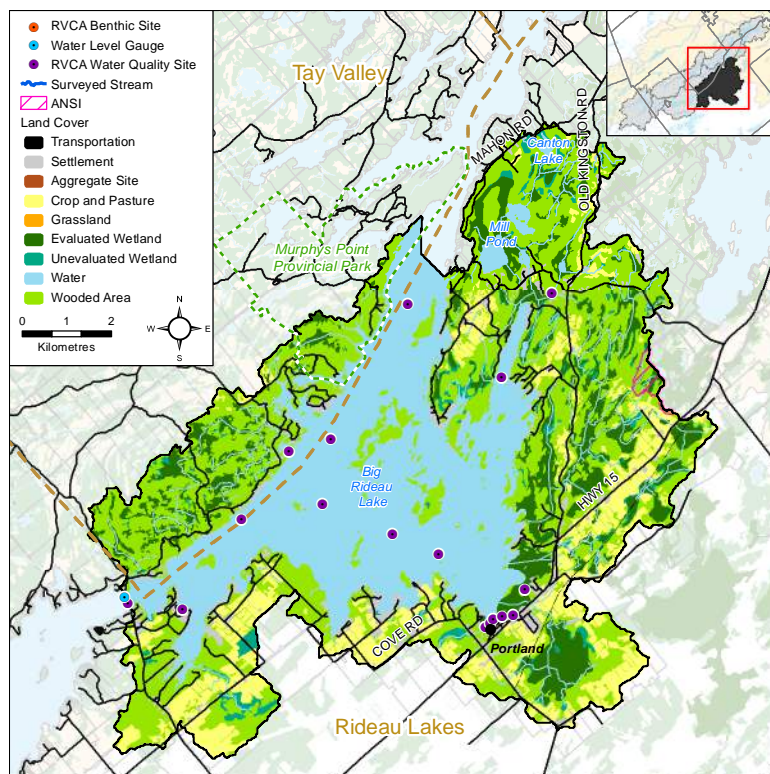 RVCA Benthic Site
Water Level Gauge
RVCA Water Quality Site
Surveyed Stream
ANSI
Land Cover
Transportation
Settlement
Aggregate Site
Crop and Pasture
Grassland
Evaluated Wetland
Unevaluated Wetland
Water
Wooded Area
0 1 2
Kilometres
N
W E
S
Tay Valley
MAHON RD
Canton
Lake
OLD KINGSTON RD
Mill
Pond
Murphys Point
Provincial Park
Big
Rideau
Lake
HWY 15
COVE RD
Portland
Rideau Lakes